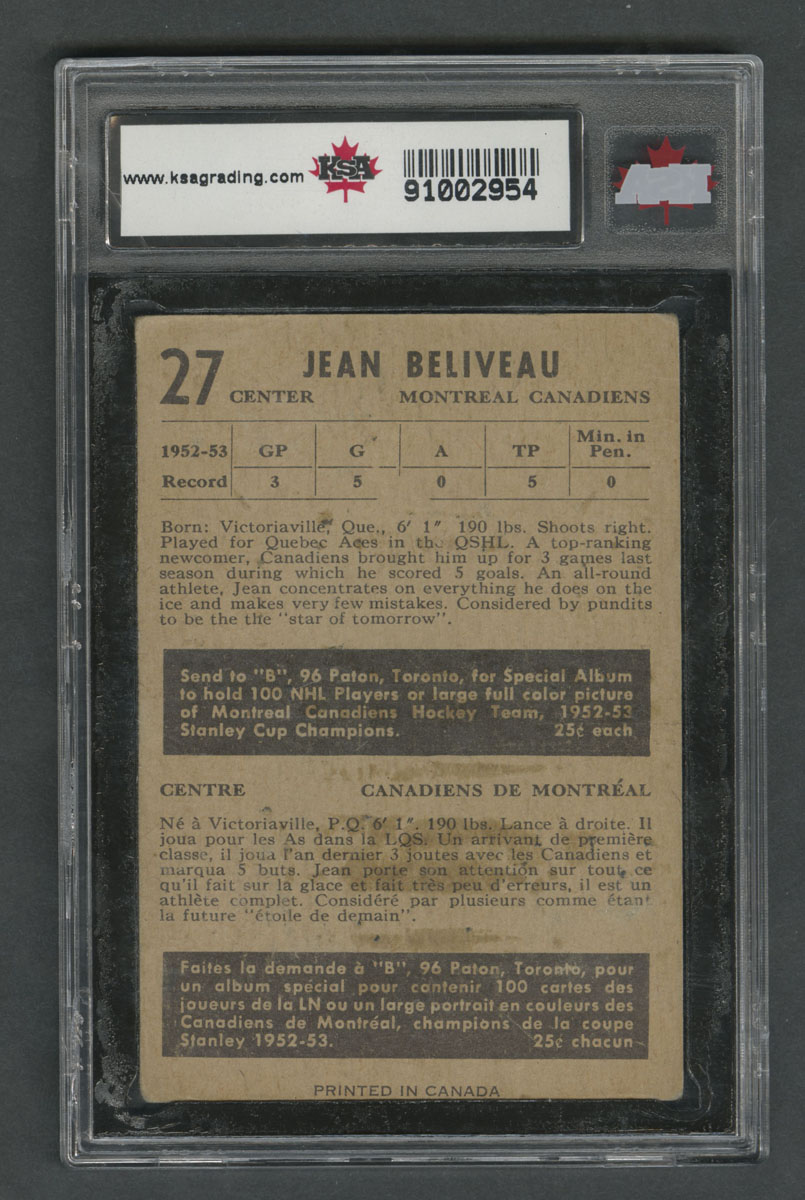 www.ksagrading.com KSA
91002954
27 JEAN BELIVEAU
CENTER MONTREAL CANADIENS
1952-53 GP G A TP Min. in Pen.
Record 3 5 0 5 0
Born: Victoriaville, Que., 6′ 1″. 190 lbs. Shoots right.
Played for Quebec Aces in the QSHL. A top-ranking
newcomer, Canadiens brought him up for 3 games last
season during which he scored 5 goals. An all-round
athlete, Jean concentrates on everything he does on the
ice and makes very few mistakes. Considered by pundits
to be the the "star of tomorrow".
Send to "B", 96 Paton, Toronto, for Special Album
to hold 100 NHL Players or large full color picture
of Montreal Canadiens Hockey Team, 1952-53
Stanley Cup Champions. 25¢ each
CENTRE CANADIENS DE MONTRÉAL
Né à Victoriaville, P.Q. 6′ 1″. 190 lbs. Lance à droite. Il
joua pour les As dans la LQS. Un arrivant de première
classe, il joua l'an dernier 3 joutes avec les Canadiens et
marqua 5 buts. Jean porte son attention sur tout ce
qu'il fait sur la glace et fait très peu d'erreurs, il est un
athlète complet. Considéré par plusieurs comme étant
la future "étoile de demain".
Faites la demande à "B", 96 Paton, Toronto, pour
un album spécial pour contenir 100 cartes des
joueurs de la LN ou un large portrait en couleurs des
Canadiens de Montréal, champions de la coupe
Stanley 1952-53. 25¢ chacun
PRINTED IN CANADA